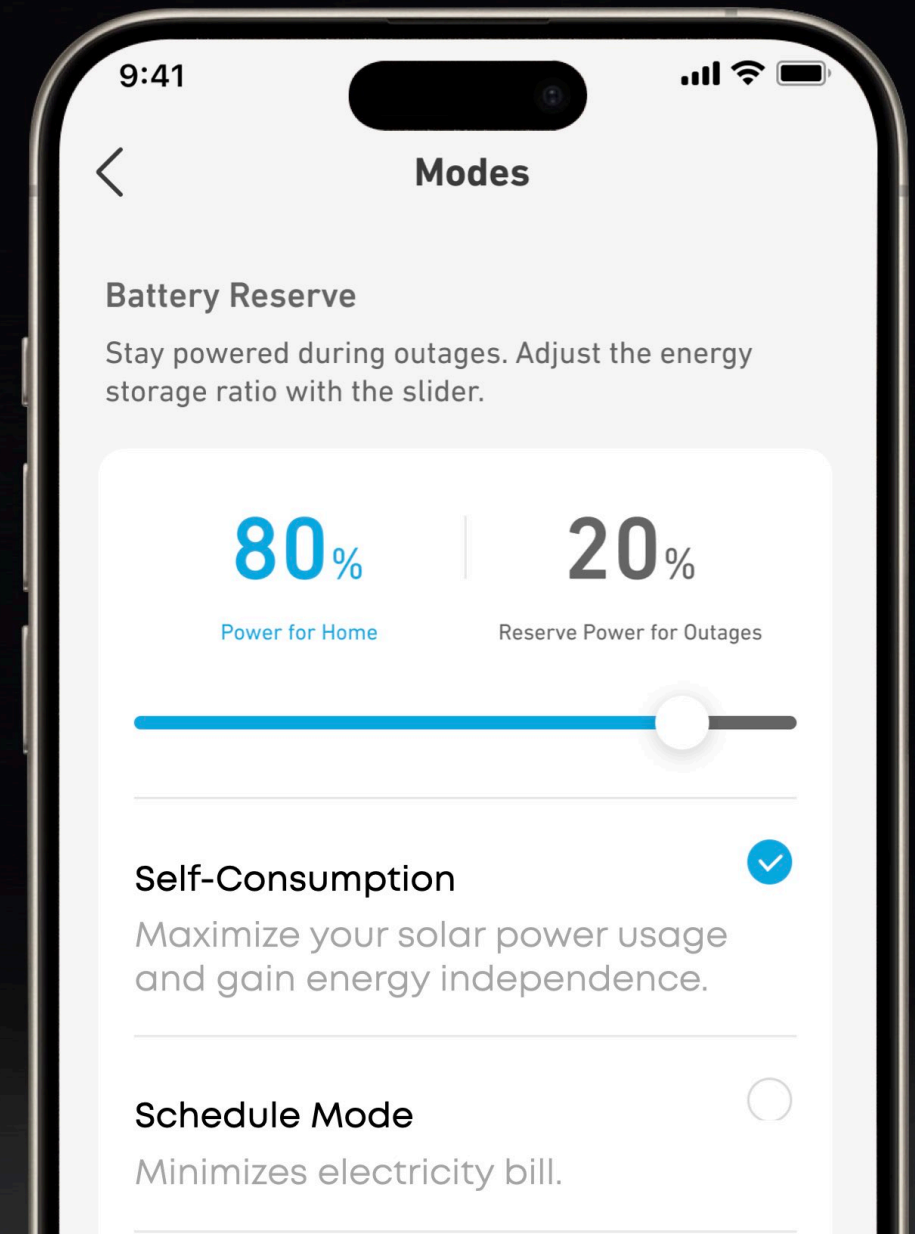 9:41
Modes
Battery Reserve
Stay powered during outages. Adjust the energy
storage ratio with the slider.
80%
20%
Power for Home
Reserve Power for Outages
Self-Consumption
Maximize your solar power usage
and gain energy independence.
Schedule Mode
Minimizes electricity bill.